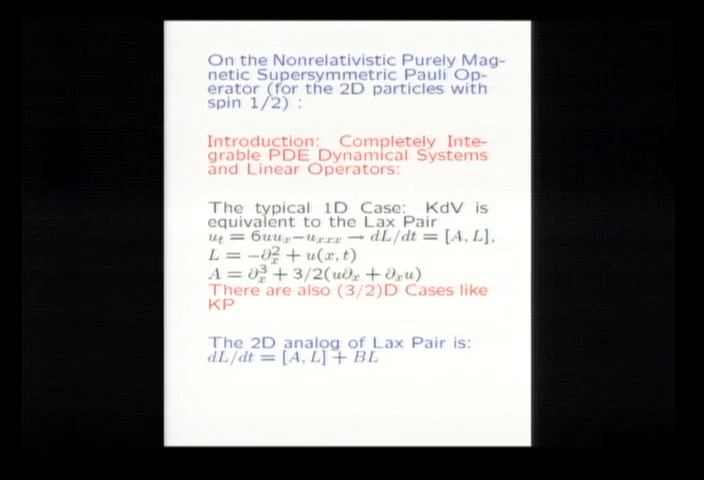 On the Nonrelativistic Purely Mag-
netic Supersymmetric Pauli Op-
erator (for the 2D particles with
spin 1/2) :
Introduction: Completely Inte-
grable PDE Dynamical Systems
and Linear Operators:
The typical 1D Case: KdV is
equivalent to the Lax Pair
u_t = 6uu_x−u_{xxx} → dL/dt = [A, L],
L = −∂_x^2 + u(x, t)
A = ∂_x^3 + 3/2(u∂_x + ∂_x u)
There are also (3/2)D Cases like
KP
The 2D analog of Lax Pair is:
dL/dt = [A, L] + BL